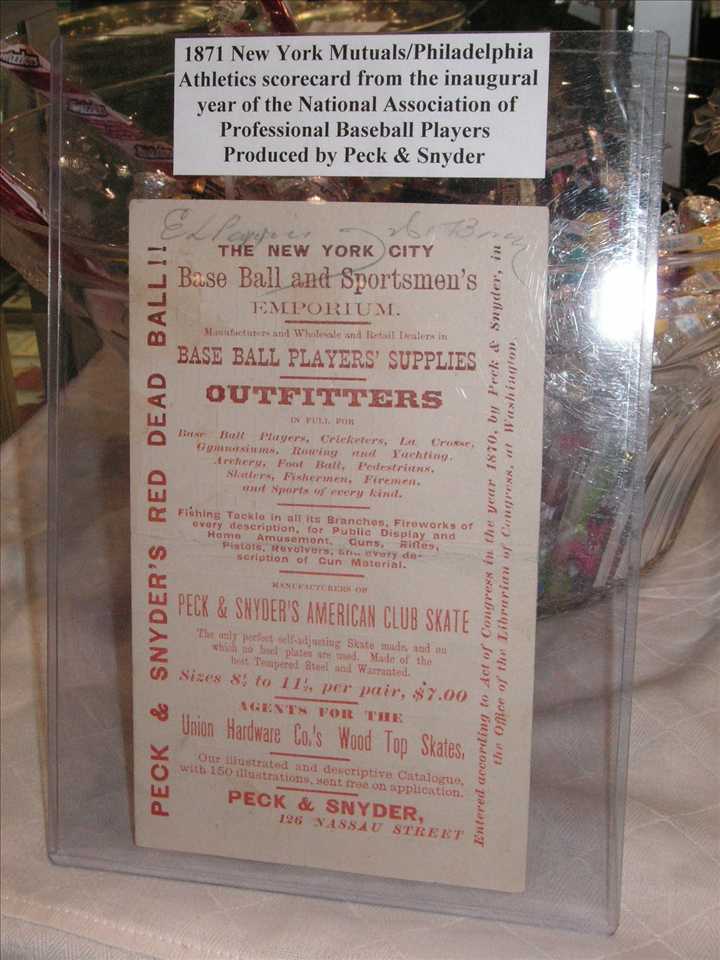 1871 New York Mutuals/Philadelphia
Athletics scorecard from the inaugural
year of the National Association of
Professional Baseball Players
Produced by Peck & Snyder
THE NEW YORK CITY
Base Ball and Sportsmen's
EMPORIUM.
Manufacturers and Wholesale and Retail Dealers in
BASE BALL PLAYERS' SUPPLIES
OUTFITTERS
IN FULL FOR
Base Ball Players, Cricketers, La Crosse,
Gymnasiums, Rowing and Yachting,
Archery, Foot Ball, Pedestrians,
Skaters, Fishermen, Firemen,
and Sports of every kind.
Fishing Tackle in all its Branches, Fireworks of
every description, for Public Display and
Home Amusement, Guns, Rifles,
Pistols, Revolvers, every de-
scription of Gun Material.
MANUFACTURERS OF
PECK & SNYDER'S AMERICAN CLUB SKATE
The only perfect self-adjusting Skate made, and on
which no heel plates are used. Made of the
best Tempered Steel and Warranted.
Sizes 8½ to 11½, per pair, $7.00
AGENTS FOR THE
Union Hardware Co.'s Wood Top Skates,
Our illustrated and descriptive Catalogue,
with 150 illustrations, sent free on application.
PECK & SNYDER,
126 NASSAU STREET
PECK & SNYDER'S RED DEAD BALL!!
Entered according to Act of Congress in the year 1870, by Peck & Snyder, in
the Office of the Librarian of Congress, at Washington.